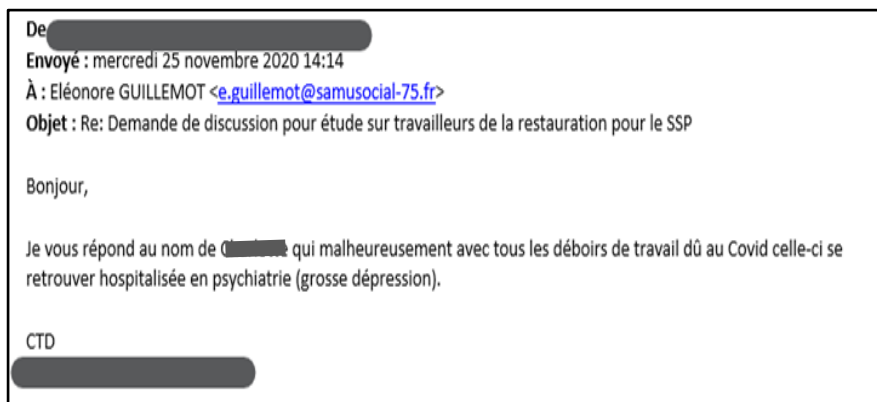 De
Envoyé : mercredi 25 novembre 2020 14:14
À : Eléonore GUILLEMOT <e.guillemot@samusocial-75.fr>
Objet : Re: Demande de discussion pour étude sur travailleurs de la restauration pour le SSP
Bonjour,
Je vous répond au nom de qui malheureusement avec tous les déboirs de travail dû au Covid celle-ci se
retrouver hospitalisée en psychiatrie (grosse dépression).
CTD